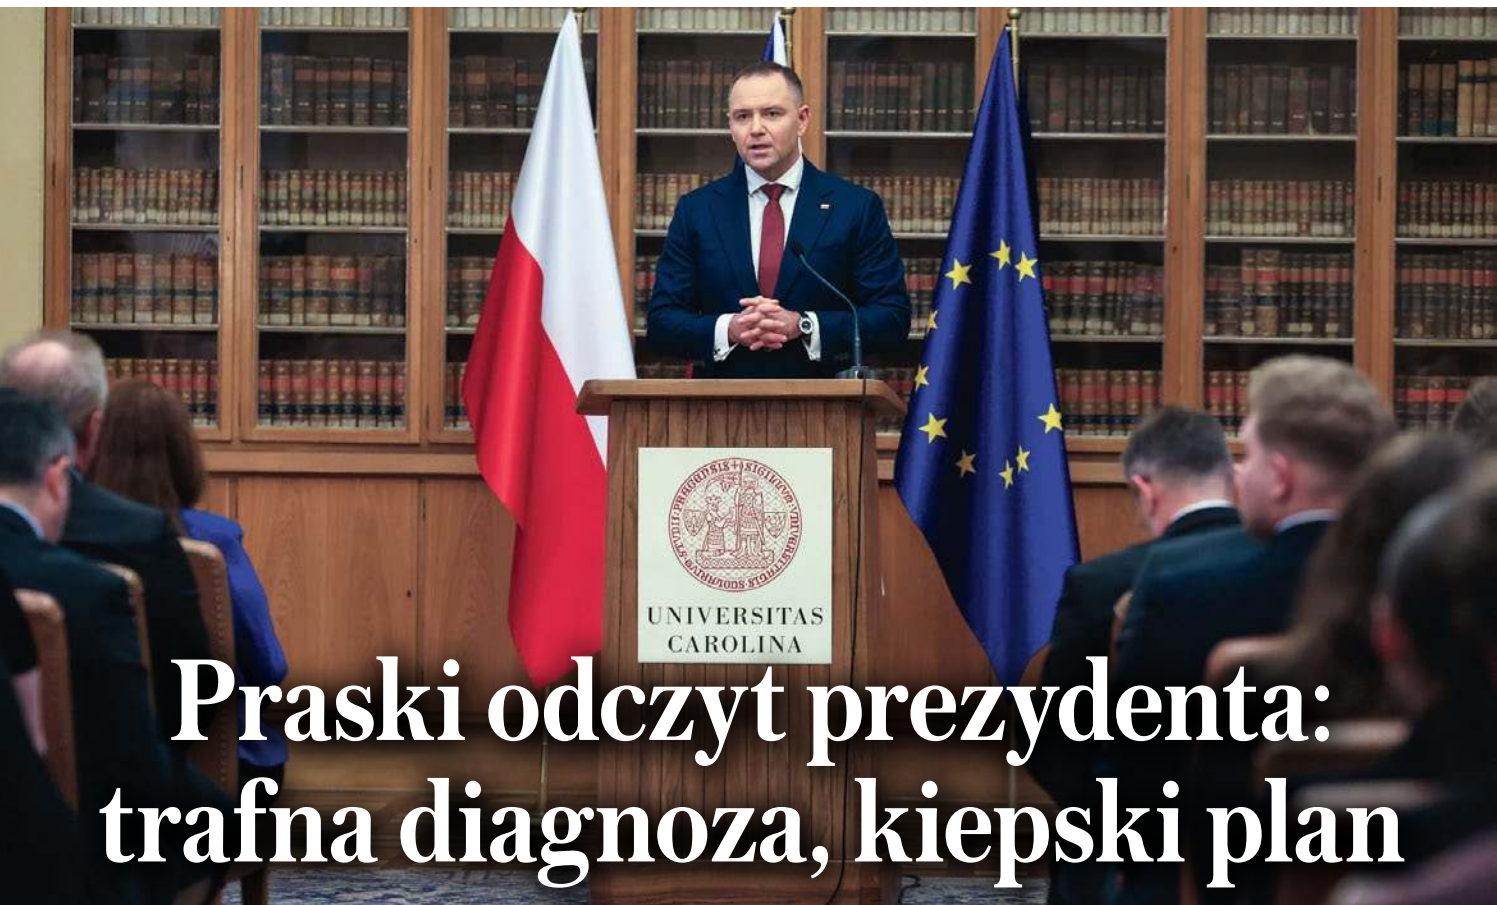 UNIVERSITAS
CAROLINA
Praski odczyt prezydenta:
trafna diagnoza, kiepski plan